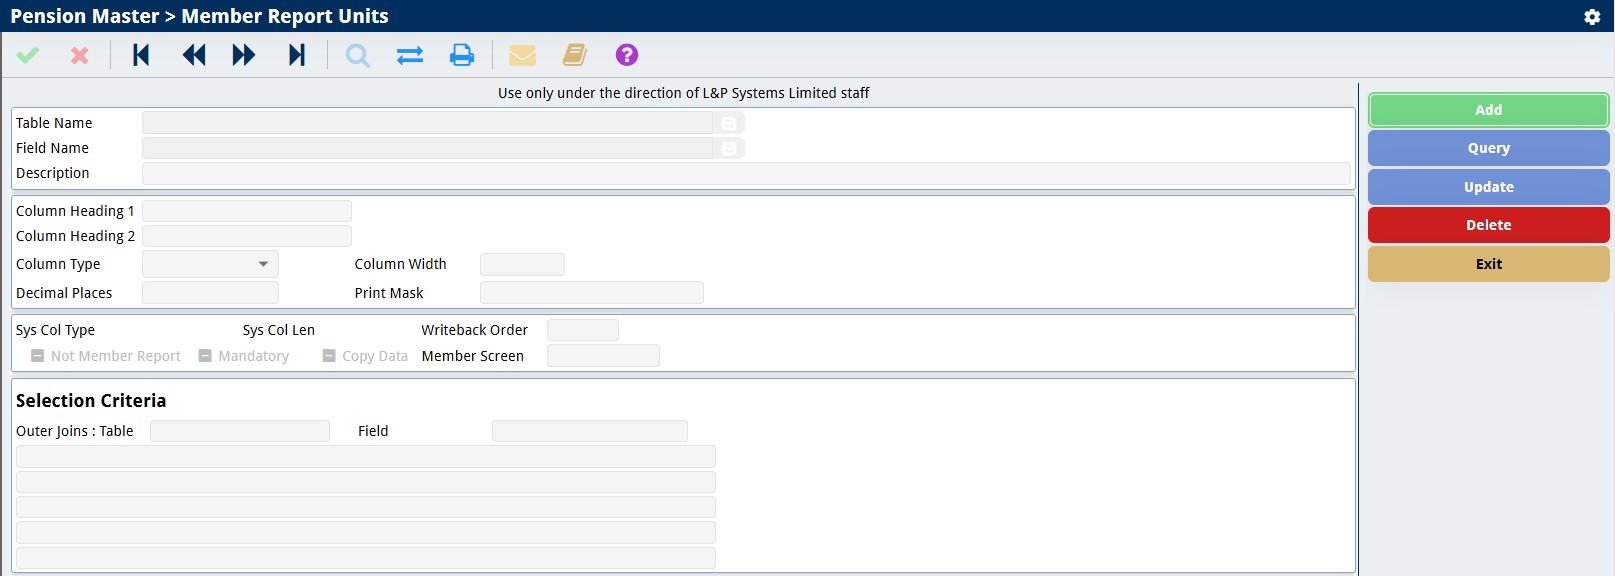 Pension Master > Member Report Units
?
Use only under the direction of L&P Systems Limited staff
Table Name
Field Name
Description
Column Heading 1
Column Heading 2
Column Type Column Width
Decimal Places Print Mask
Sys Col Type Sys Col Len Writeback Order
Not Member Report Mandatory Copy Data Member Screen
Selection Criteria
Outer Joins : Table Field
Add
Query
Update
Delete
Exit